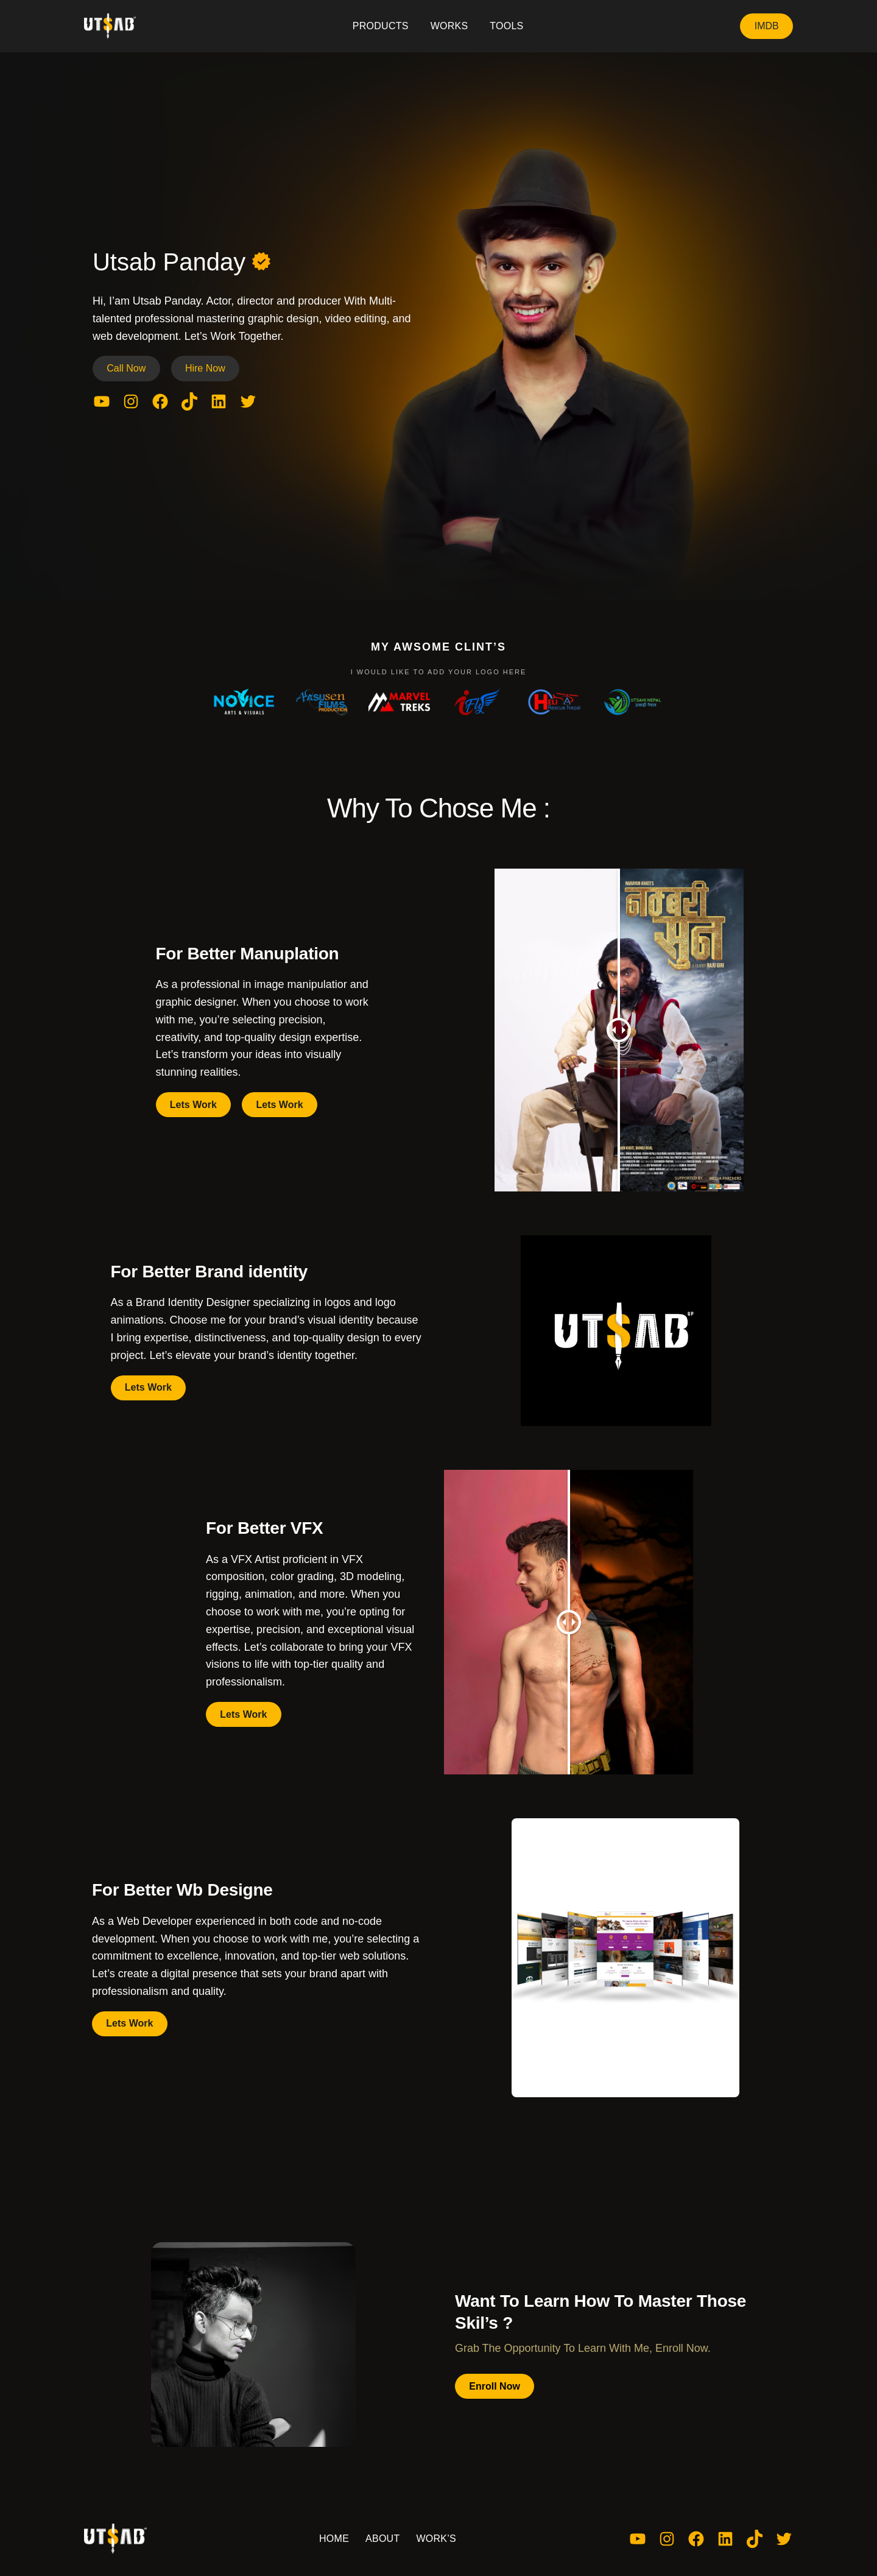 UTSAB
PRODUCTS WORKS TOOLS
IMDB
Utsab Panday
Hi, I’am Utsab Panday. Actor, director and producer With Multi-
talented professional mastering graphic design, video editing, and
web development. Let’s Work Together.
Call Now Hire Now
MY AWSOME CLINT’S
I WOULD LIKE TO ADD YOUR LOGO HERE
NOVICE
ARTS & VISUALS
FILMS
PRODUCTION
MARVEL
TREKS
iFly
UTSAHI NEPAL
उत्साही नेपाल
Why To Chose Me :
For Better Manuplation
As a professional in image manipulatior and
graphic designer. When you choose to work
with me, you’re selecting precision,
creativity, and top-quality design expertise.
Let’s transform your ideas into visually
stunning realities.
Lets Work Lets Work
नम्बरी
सुन
SUPPORTED BY
MEDIA PARTNERS
For Better Brand identity
As a Brand Identity Designer specializing in logos and logo
animations. Choose me for your brand’s visual identity because
I bring expertise, distinctiveness, and top-quality design to every
project. Let’s elevate your brand’s identity together.
Lets Work
UTSAB UP
For Better VFX
As a VFX Artist proficient in VFX
composition, color grading, 3D modeling,
rigging, animation, and more. When you
choose to work with me, you’re opting for
expertise, precision, and exceptional visual
effects. Let’s collaborate to bring your VFX
visions to life with top-tier quality and
professionalism.
Lets Work
For Better Wb Designe
As a Web Developer experienced in both code and no-code
development. When you choose to work with me, you’re selecting a
commitment to excellence, innovation, and top-tier web solutions.
Let’s create a digital presence that sets your brand apart with
professionalism and quality.
Lets Work
Want To Learn How To Master Those
Skil’s ?
Grab The Opportunity To Learn With Me, Enroll Now.
Enroll Now
UTSAB
HOME ABOUT WORK’S